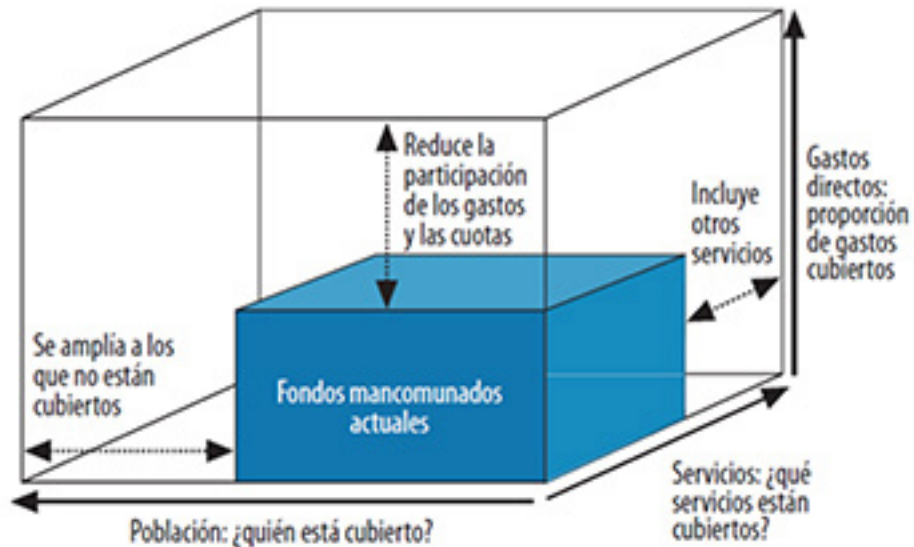 Reduce la
participación
de los gastos
y las cuotas
Incluye
otros
servicios
Gastos
directos:
proporción
de gastos
cubiertos
Se amplía a los
que no están
cubiertos
Fondos mancomunados
actuales
Servicios: ¿qué
servicios están
cubiertos?
Población: ¿quién está cubierto?